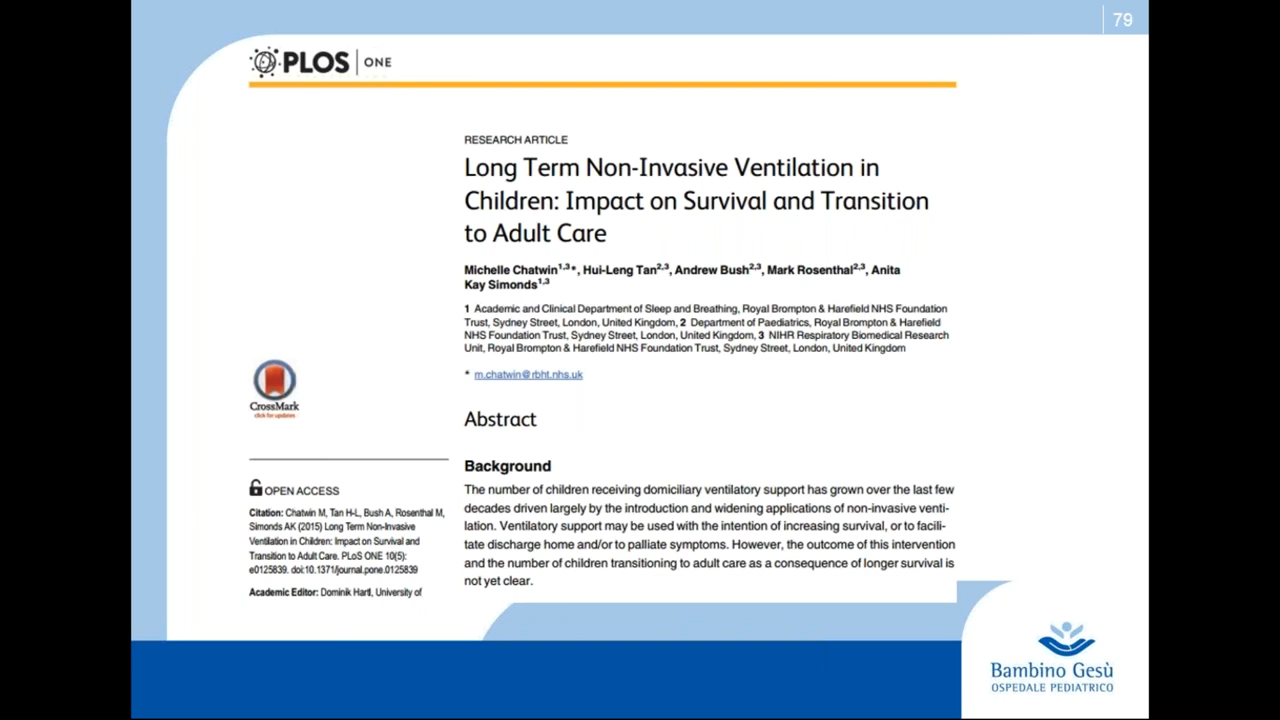 79
PLOS ONE
RESEARCH ARTICLE
Long Term Non-Invasive Ventilation in
Children: Impact on Survival and Transition
to Adult Care
Michelle Chatwin1,3*, Hui-Leng Tan2,3, Andrew Bush2,3, Mark Rosenthal2,3, Anita
Kay Simonds1,3
1 Academic and Clinical Department of Sleep and Breathing, Royal Brompton & Harefield NHS Foundation
Trust, Sydney Street, London, United Kingdom, 2 Department of Paediatrics, Royal Brompton & Harefield
NHS Foundation Trust, Sydney Street, London, United Kingdom, 3 NIHR Respiratory Biomedical Research
Unit, Royal Brompton & Harefield NHS Foundation Trust, Sydney Street, London, United Kingdom
* m.chatwin@rbht.nhs.uk
CrossMark
click for updates
Abstract
Background
The number of children receiving domiciliary ventilatory support has grown over the last few
decades driven largely by the introduction and widening applications of non-invasive venti-
lation. Ventilatory support may be used with the intention of increasing survival, or to facili-
tate discharge home and/or to palliate symptoms. However, the outcome of this intervention
and the number of children transitioning to adult care as a consequence of longer survival is
not yet clear.
OPEN ACCESS
Citation: Chatwin M, Tan H-L, Bush A, Rosenthal M,
Simonds AK (2015) Long Term Non-Invasive
Ventilation in Children: Impact on Survival and
Transition to Adult Care. PLoS ONE 10(5):
e0125839. doi:10.1371/journal.pone.0125839
Academic Editor: Dominik Hartl, University of
Bambino Gesù
OSPEDALE PEDIATRICO